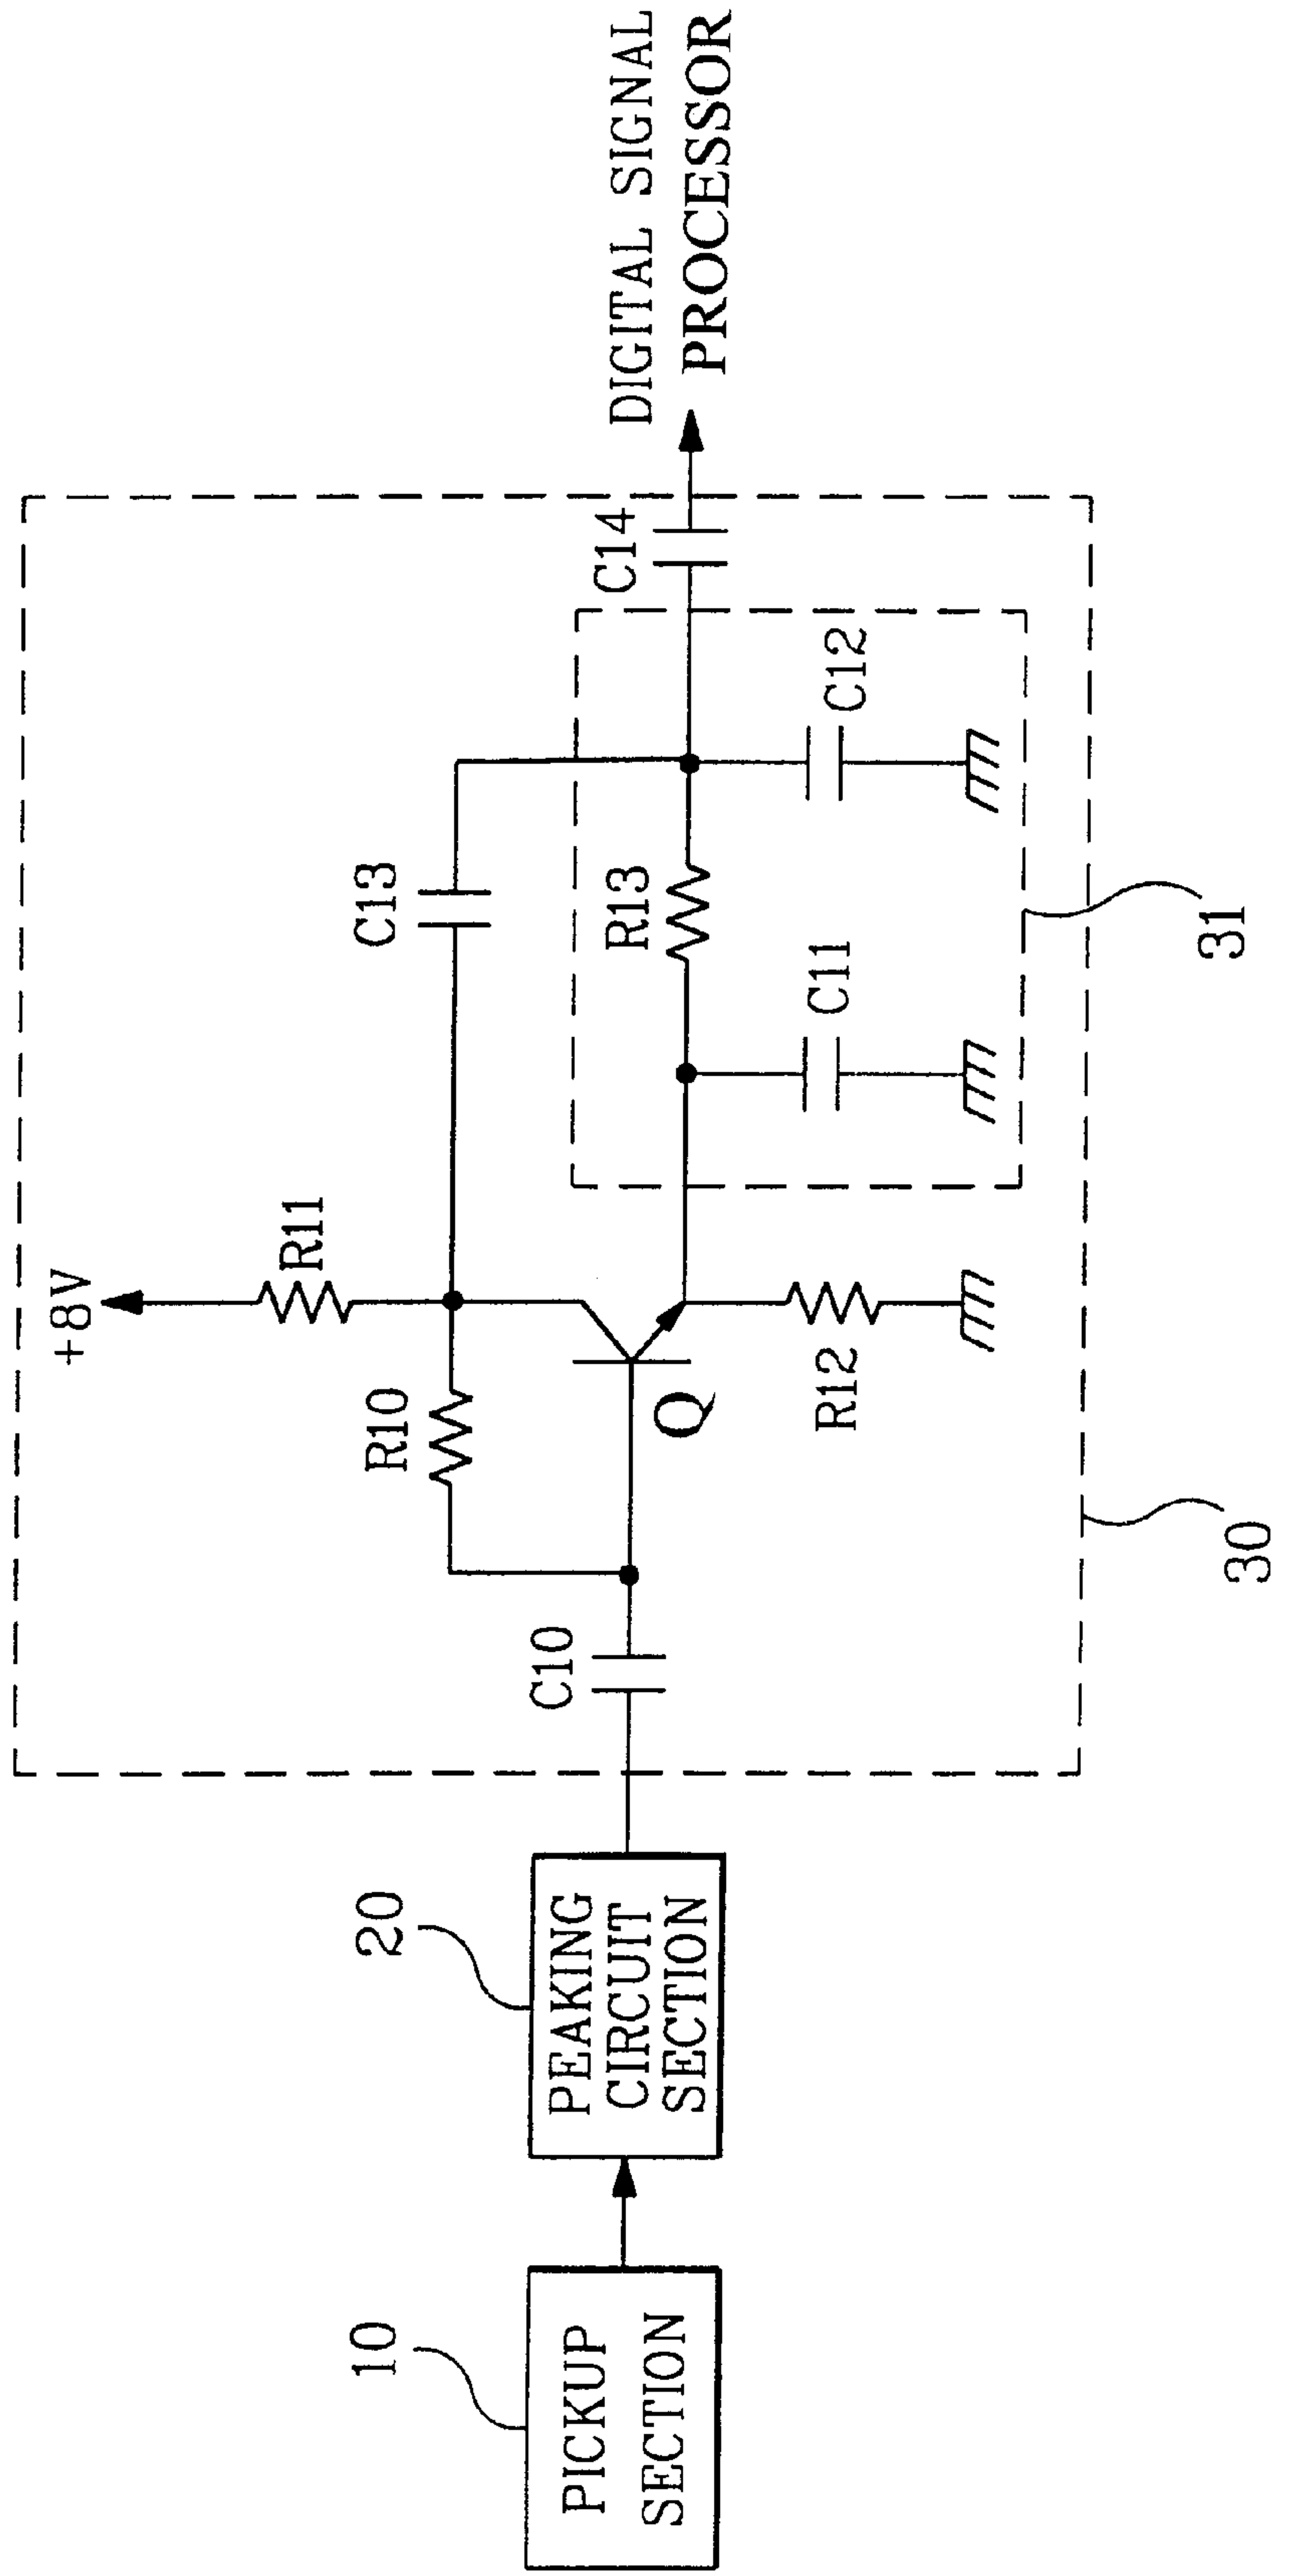 10
PICKUP
SECTION
20
PEAKING
CIRCUIT
SECTION
30
+8V
R11
R10
C10
Q
R12
C13
R13
C11
C12
31
C14
DIGITAL SIGNAL
PROCESSOR